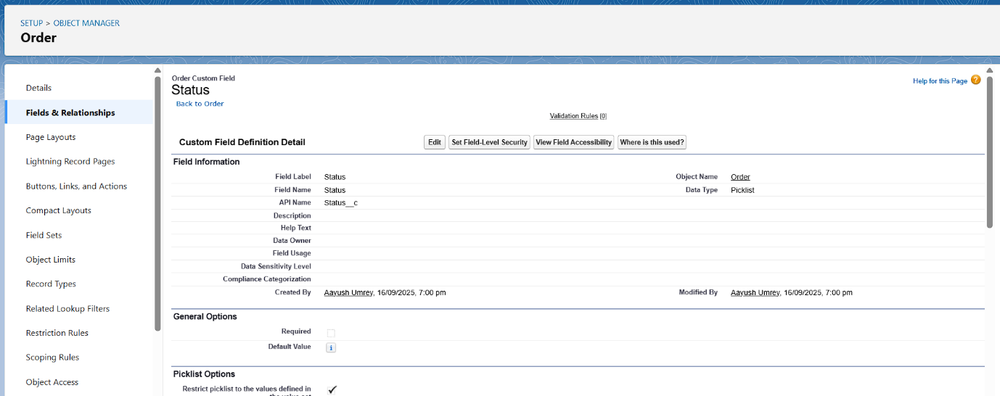 SETUP > OBJECT MANAGER
Order
Details
Fields & Relationships
Page Layouts
Lightning Record Pages
Buttons, Links, and Actions
Compact Layouts
Field Sets
Object Limits
Record Types
Related Lookup Filters
Restriction Rules
Scoping Rules
Object Access
Order Custom Field
Status
Back to Order
Help for this Page ?
Validation Rules [0]
Custom Field Definition Detail Edit Set Field-Level Security View Field Accessibility Where is this used?
Field Information
Field Label Status Object Name Order
Field Name Status Data Type Picklist
API Name Status__c
Description
Help Text
Data Owner
Field Usage
Data Sensitivity Level
Compliance Categorization
Created By Aayush Umrey, 16/09/2025, 7:00 pm Modified By Aayush Umrey, 16/09/2025, 7:00 pm
General Options
Required
Default Value i
Picklist Options
Restrict picklist to the values defined in